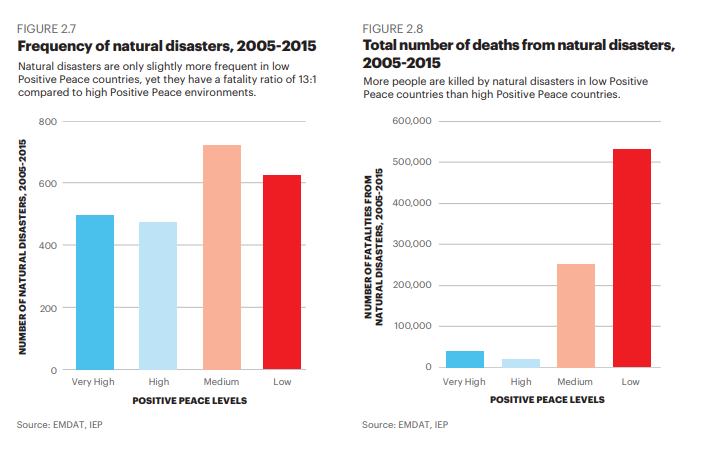 FIGURE 2.7
Frequency of natural disasters, 2005-2015
Natural disasters are only slightly more frequent in low
Positive Peace countries, yet they have a fatality ratio of 13:1
compared to high Positive Peace environments.
NUMBER OF NATURAL DISASTERS, 2005-2015
800
600
400
200
0
Very High
High
Medium
Low
POSITIVE PEACE LEVELS
Source: EMDAT, IEP
FIGURE 2.8
Total number of deaths from natural disasters,
2005-2015
More people are killed by natural disasters in low Positive
Peace countries than high Positive Peace countries.
NUMBER OF FATALITIES FROM
NATURAL DISASTERS, 2005-2015
600,000
500,000
400,000
300,000
200,000
100,000
0
Very High
High
Medium
Low
POSITIVE PEACE LEVELS
Source: EMDAT, IEP